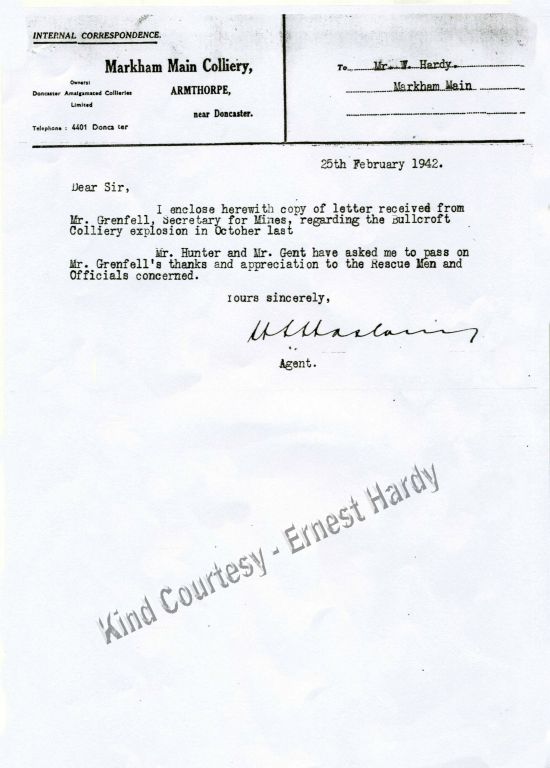 INTERNAL CORRESPONDENCE.
Markham Main Colliery,
Owners:
Doncaster Amalgamated Collieries
Limited
ARMTHORPE,
near Doncaster.
Telephone : 4401 Donca ter
To Mr. W. Hardy.
Markham Main
25th February 1942.
Dear Sir,
I enclose herewith copy of letter received from
Mr. Grenfell, Secretary for Mines, regarding the Bullcroft
Colliery explosion in October last
Mr. Hunter and Mr. Gent have asked me to pass on
Mr. Grenfell's thanks and appreciation to the Rescue Men and
Officials concerned.
Yours sincerely,
Agent.
Kind Courtesy - Ernest Hardy